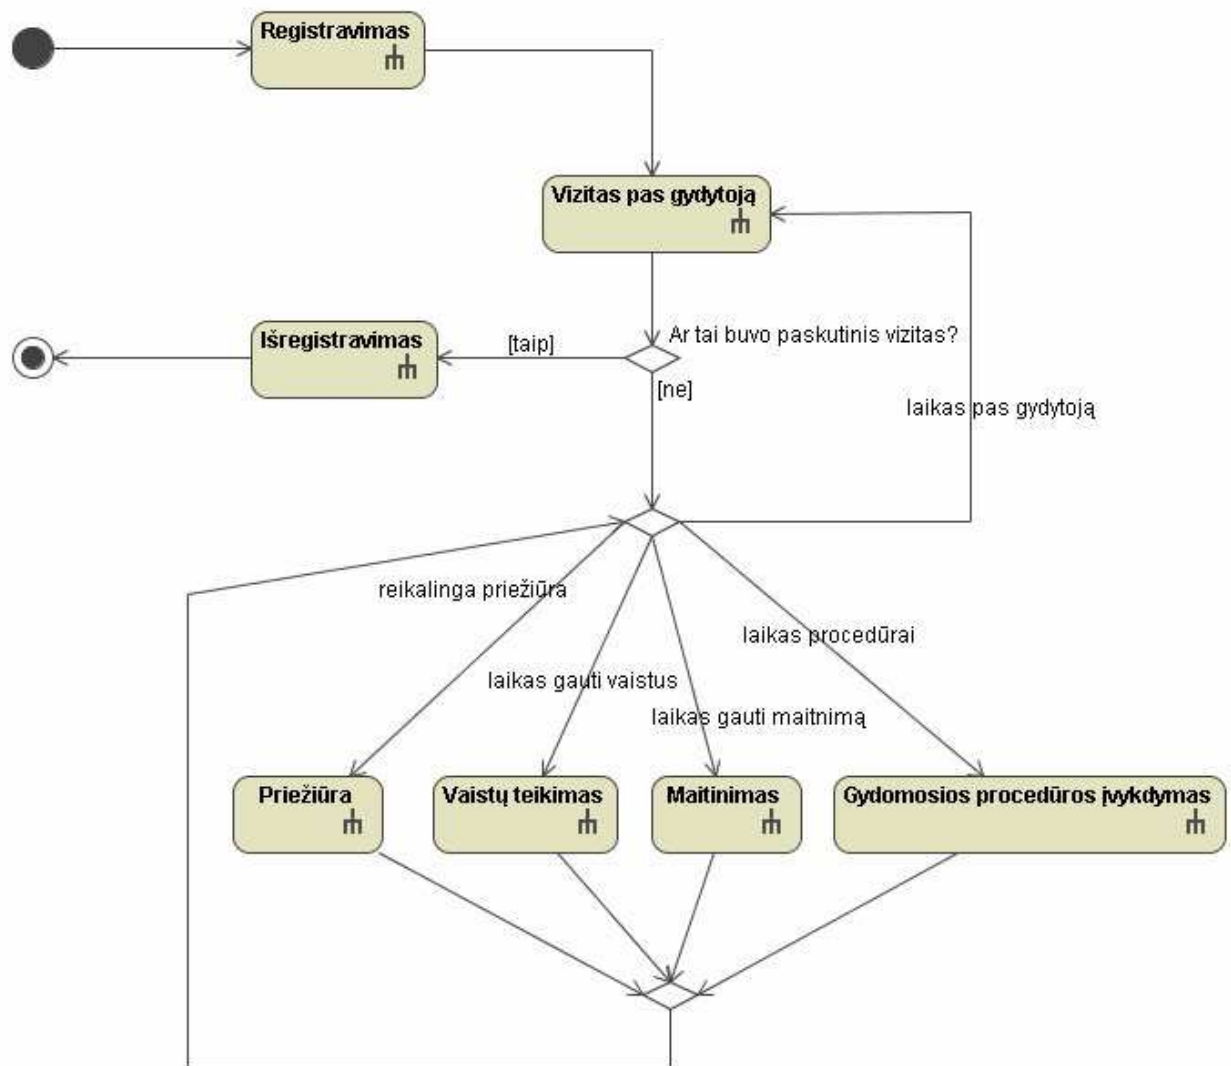 Registravimas
Vizitas pas gydytoją
Išregistravimas
[taip]
Ar tai buvo paskutinis vizitas?
[ne]
laikas pas gydytoją
reikalinga priežiūra
laikas procedūrai
laikas gauti vaistus
laikas gauti maitnimą
Priežiūra
Vaistų teikimas
Maitinimas
Gydomosios procedūros įvykdymas